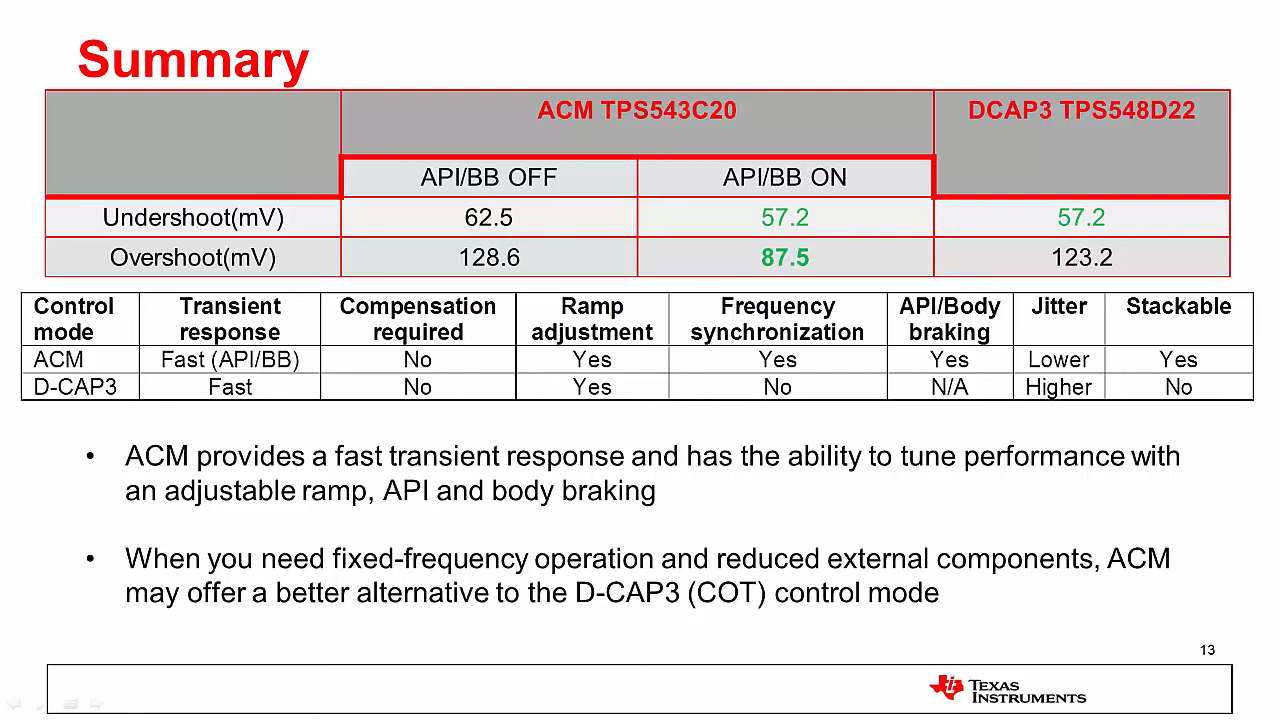 Summary
ACM TPS543C20 DCAP3 TPS548D22
API/BB OFF API/BB ON
Undershoot(mV) 62.5 57.2 57.2
Overshoot(mV) 128.6 87.5 123.2
Control mode Transient response Compensation required Ramp adjustment Frequency synchronization API/Body braking Jitter Stackable
ACM Fast (API/BB) No Yes Yes Yes Lower Yes
D-CAP3 Fast No Yes No N/A Higher No
• ACM provides a fast transient response and has the ability to tune performance with
an adjustable ramp, API and body braking
• When you need fixed-frequency operation and reduced external components, ACM
may offer a better alternative to the D-CAP3 (COT) control mode
13
TEXAS
INSTRUMENTS